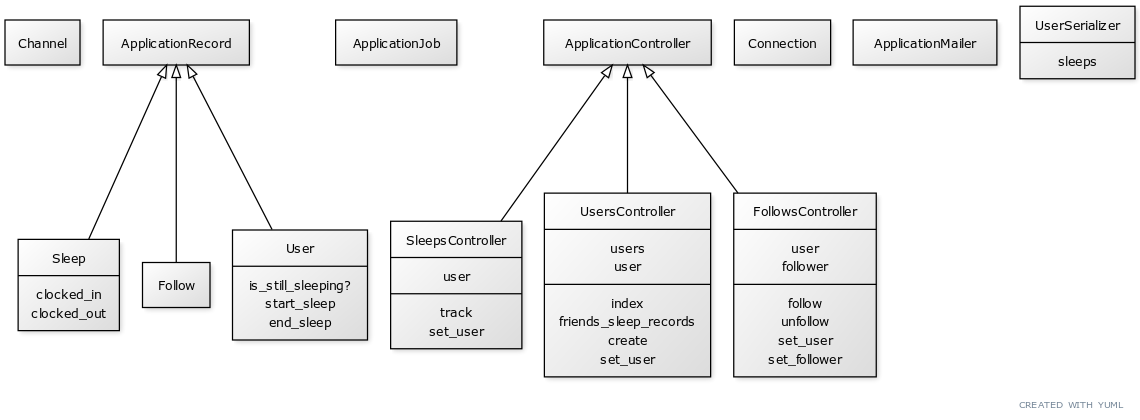 Channel
ApplicationRecord
ApplicationJob
ApplicationController
Connection
ApplicationMailer
UserSerializer
sleeps
Sleep
clocked_in
clocked_out
Follow
User
is_still_sleeping?
start_sleep
end_sleep
SleepsController
user
track
set_user
UsersController
users
user
index
friends_sleep_records
create
set_user
FollowsController
user
follower
follow
unfollow
set_user
set_follower
CREATED WITH YUML